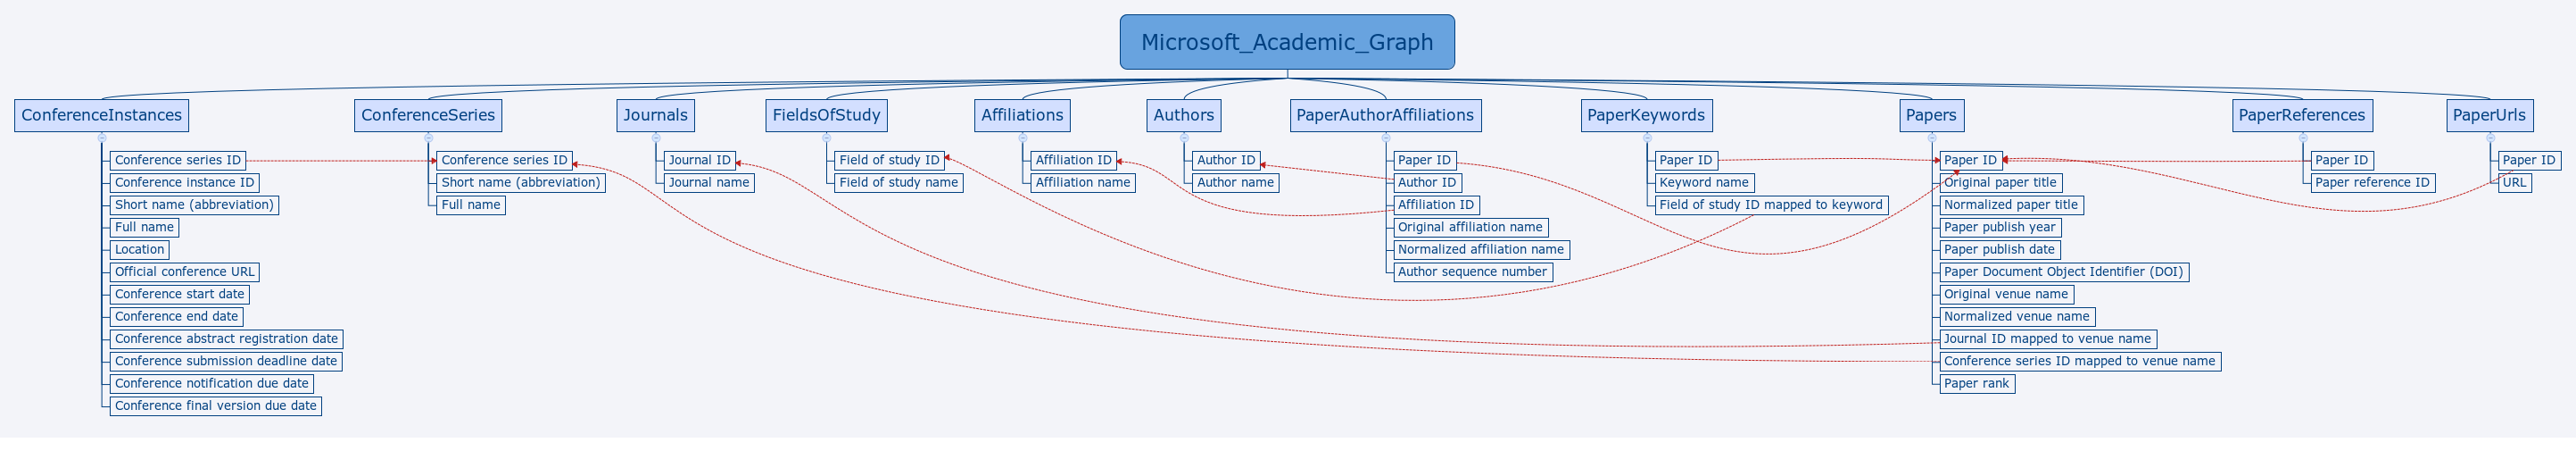 Microsoft_Academic_Graph
ConferenceInstances
Conference series ID
Conference instance ID
Short name (abbreviation)
Full name
Location
Official conference URL
Conference start date
Conference end date
Conference abstract registration date
Conference submission deadline date
Conference notification due date
Conference final version due date
ConferenceSeries
Conference series ID
Short name (abbreviation)
Full name
Journals
Journal ID
Journal name
FieldsOfStudy
Field of study ID
Field of study name
Affiliations
Affiliation ID
Affiliation name
Authors
Author ID
Author name
PaperAuthorAffiliations
Paper ID
Author ID
Affiliation ID
Original affiliation name
Normalized affiliation name
Author sequence number
PaperKeywords
Paper ID
Keyword name
Field of study ID mapped to keyword
Papers
Paper ID
Original paper title
Normalized paper title
Paper publish year
Paper publish date
Paper Document Object Identifier (DOI)
Original venue name
Normalized venue name
Journal ID mapped to venue name
Conference series ID mapped to venue name
Paper rank
PaperReferences
Paper ID
Paper reference ID
PaperUrls
Paper ID
URL